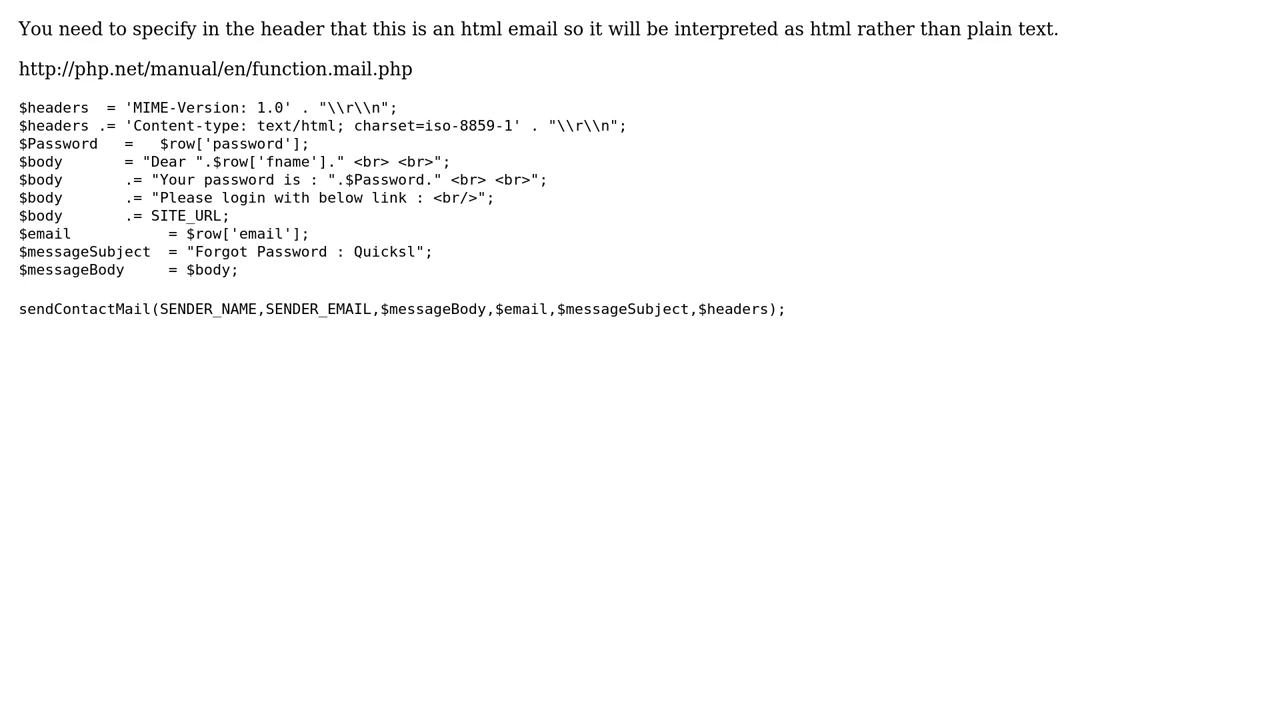 You need to specify in the header that this is an html email so it will be interpreted as html rather than plain text.
http://php.net/manual/en/function.mail.php
$headers  = 'MIME-Version: 1.0' . "\\r\\n";
$headers .= 'Content-type: text/html; charset=iso-8859-1' . "\\r\\n";
$Password   =   $row['password'];
$body       = "Dear ".$row['fname']." <br> <br>";
$body       .= "Your password is : ".$Password." <br> <br>";
$body       .= "Please login with below link : <br/>";
$body       .= SITE_URL;
$email           = $row['email'];
$messageSubject  = "Forgot Password : Quicksl";
$messageBody     = $body;
sendContactMail(SENDER_NAME,SENDER_EMAIL,$messageBody,$email,$messageSubject,$headers);